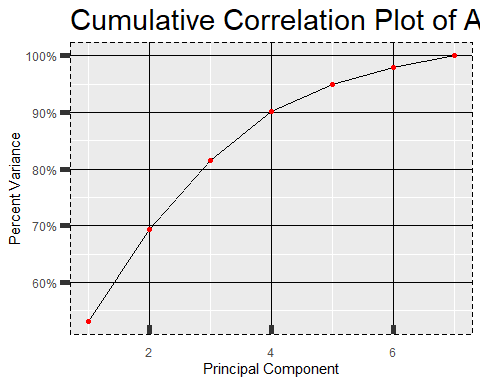 Cumulative Correlation Plot of A
100%
90%
80%
70%
60%
Percent Variance
2 4 6
Principal Component